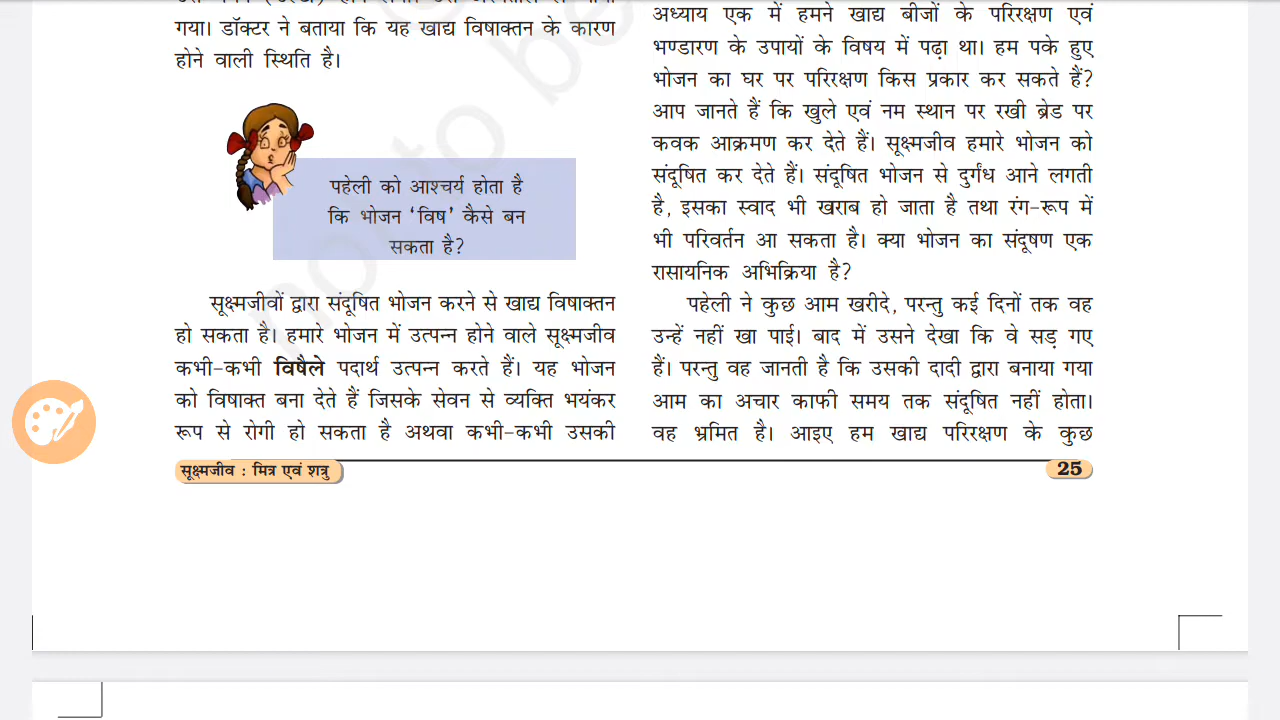 गया। डॉक्टर ने बताया कि यह खाद्य विषाक्तन के कारण
होने वाली स्थिति है।
पहेली को आश्चर्य होता है
कि भोजन ‘विष’ कैसे बन
सकता है?
सूक्ष्मजीवों द्वारा संदूषित भोजन करने से खाद्य विषाक्तन
हो सकता है। हमारे भोजन में उत्पन्न होने वाले सूक्ष्मजीव
कभी-कभी विषैले पदार्थ उत्पन्न करते हैं। यह भोजन
को विषाक्त बना देते हैं जिसके सेवन से व्यक्ति भयंकर
रूप से रोगी हो सकता है अथवा कभी-कभी उसकी
अध्याय एक में हमने खाद्य बीजों के परिरक्षण एवं
भण्डारण के उपायों के विषय में पढ़ा था। हम पके हुए
भोजन का घर पर परिरक्षण किस प्रकार कर सकते हैं?
आप जानते हैं कि खुले एवं नम स्थान पर रखी ब्रेड पर
कवक आक्रमण कर देते हैं। सूक्ष्मजीव हमारे भोजन को
संदूषित कर देते हैं। संदूषित भोजन से दुर्गंध आने लगती
है, इसका स्वाद भी खराब हो जाता है तथा रंग-रूप में
भी परिवर्तन आ सकता है। क्या भोजन का संदूषण एक
रासायनिक अभिक्रिया है?
पहेली ने कुछ आम खरीदे, परन्तु कई दिनों तक वह
उन्हें नहीं खा पाई। बाद में उसने देखा कि वे सड़ गए
हैं। परन्तु वह जानती है कि उसकी दादी द्वारा बनाया गया
आम का अचार काफी समय तक संदूषित नहीं होता।
वह भ्रमित है। आइए हम खाद्य परिरक्षण के कुछ
सूक्ष्मजीव : मित्र एवं शत्रु
25
not to be